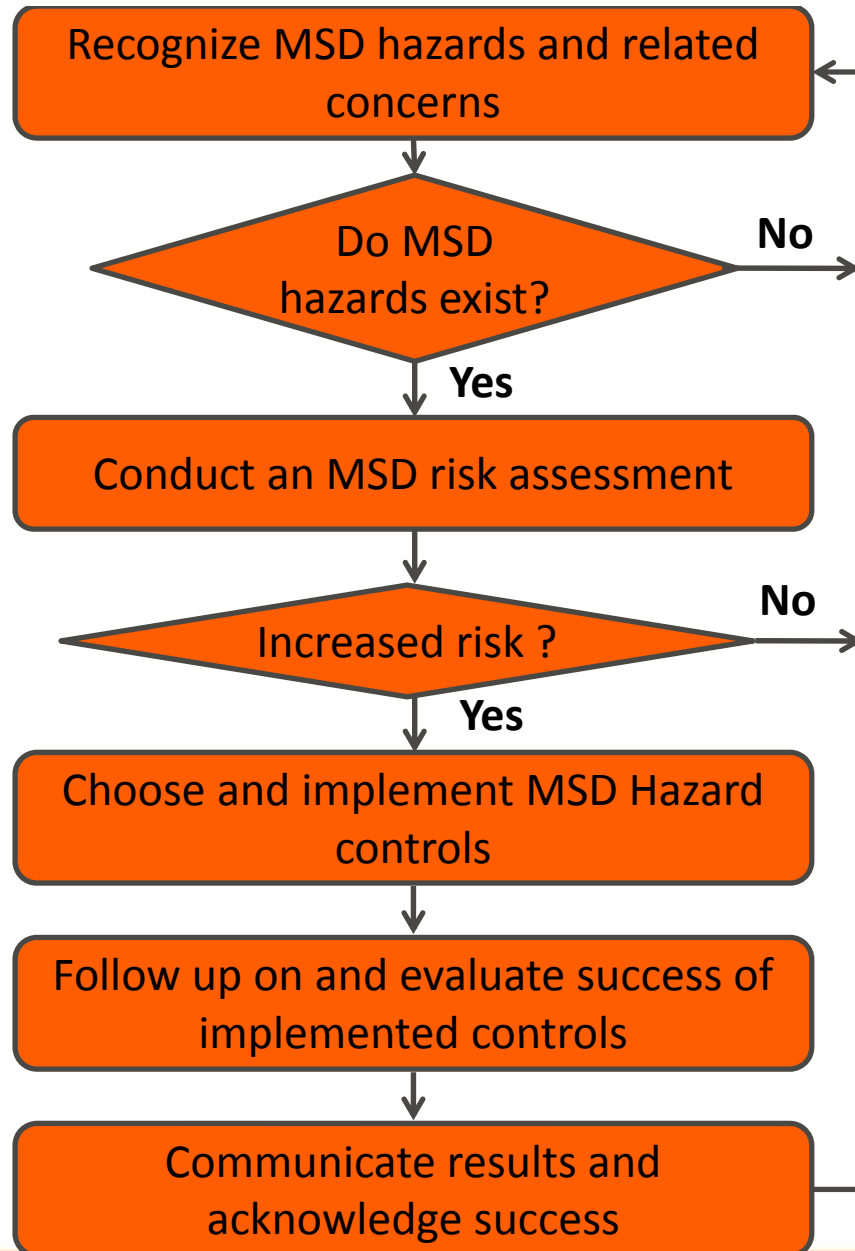 Recognize MSD hazards and related
concerns
Do MSD
hazards exist?
No
Yes
Conduct an MSD risk assessment
Increased risk ?
No
Yes
Choose and implement MSD Hazard
controls
Follow up on and evaluate success of
implemented controls
Communicate results and
acknowledge success